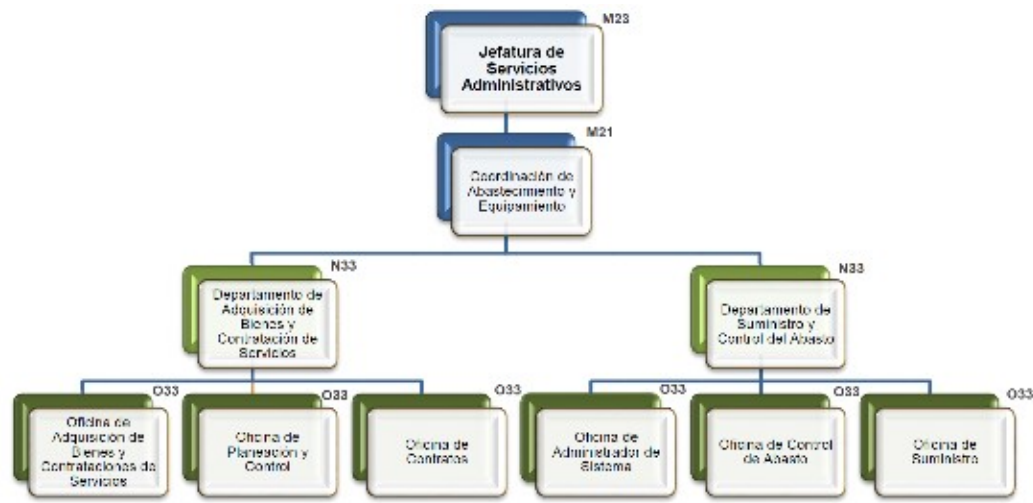 M23
Jefatura de
Servicios
Administrativos
M21
Coordinación de
Abastecimiento y
Equipamiento
N33
Departamento de
Adquisición de
Bienes y
Contratación de
Servicios
N33
Departamento de
Suministro y
Control del Abasto
O33
Oficina de
Adquisición de
Bienes y
Contrataciones de
Servicios
O33
Oficina de
Planeación y
Control
O33
Oficina de
Contratos
O33
Oficina de
Administrador de
Sistema
O33
Oficina de Control
de Abasto
O33
Oficina de
Suministro